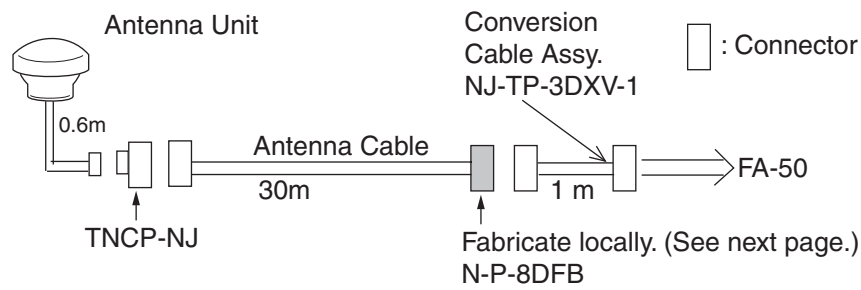 Antenna Unit
Conversion
Cable Assy.
NJ-TP-3DXV-1
: Connector
0.6m
Antenna Cable
30m
1 m
FA-50
TNCP-NJ
Fabricate locally. (See next page.)
N-P-8DFB